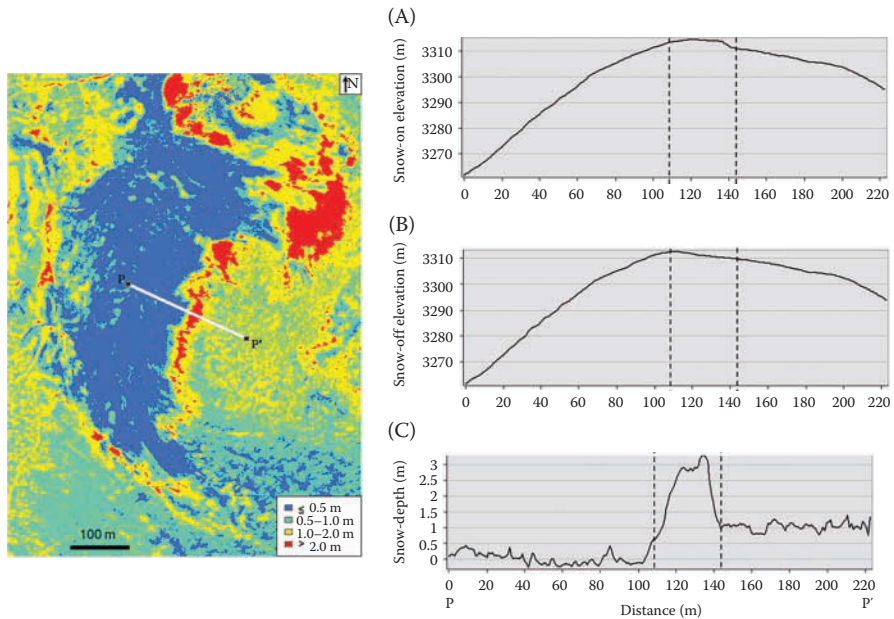 N
P
P′
100 m
≤ 0.5 m
0.5–1.0 m
1.0–2.0 m
> 2.0 m
(A)
Snow-on elevation (m)
3310
3300
3290
3280
3270
0 20 40 60 80 100 120 140 160 180 200 220
(B)
Snow-off elevation (m)
3310
3300
3290
3280
3270
0 20 40 60 80 100 120 140 160 180 200 220
(C)
Snow-depth (m)
3
2.5
2
1.5
1
0.5
0
0 20 40 60 80 100 120 140 160 180 200 220
P Distance (m) P′